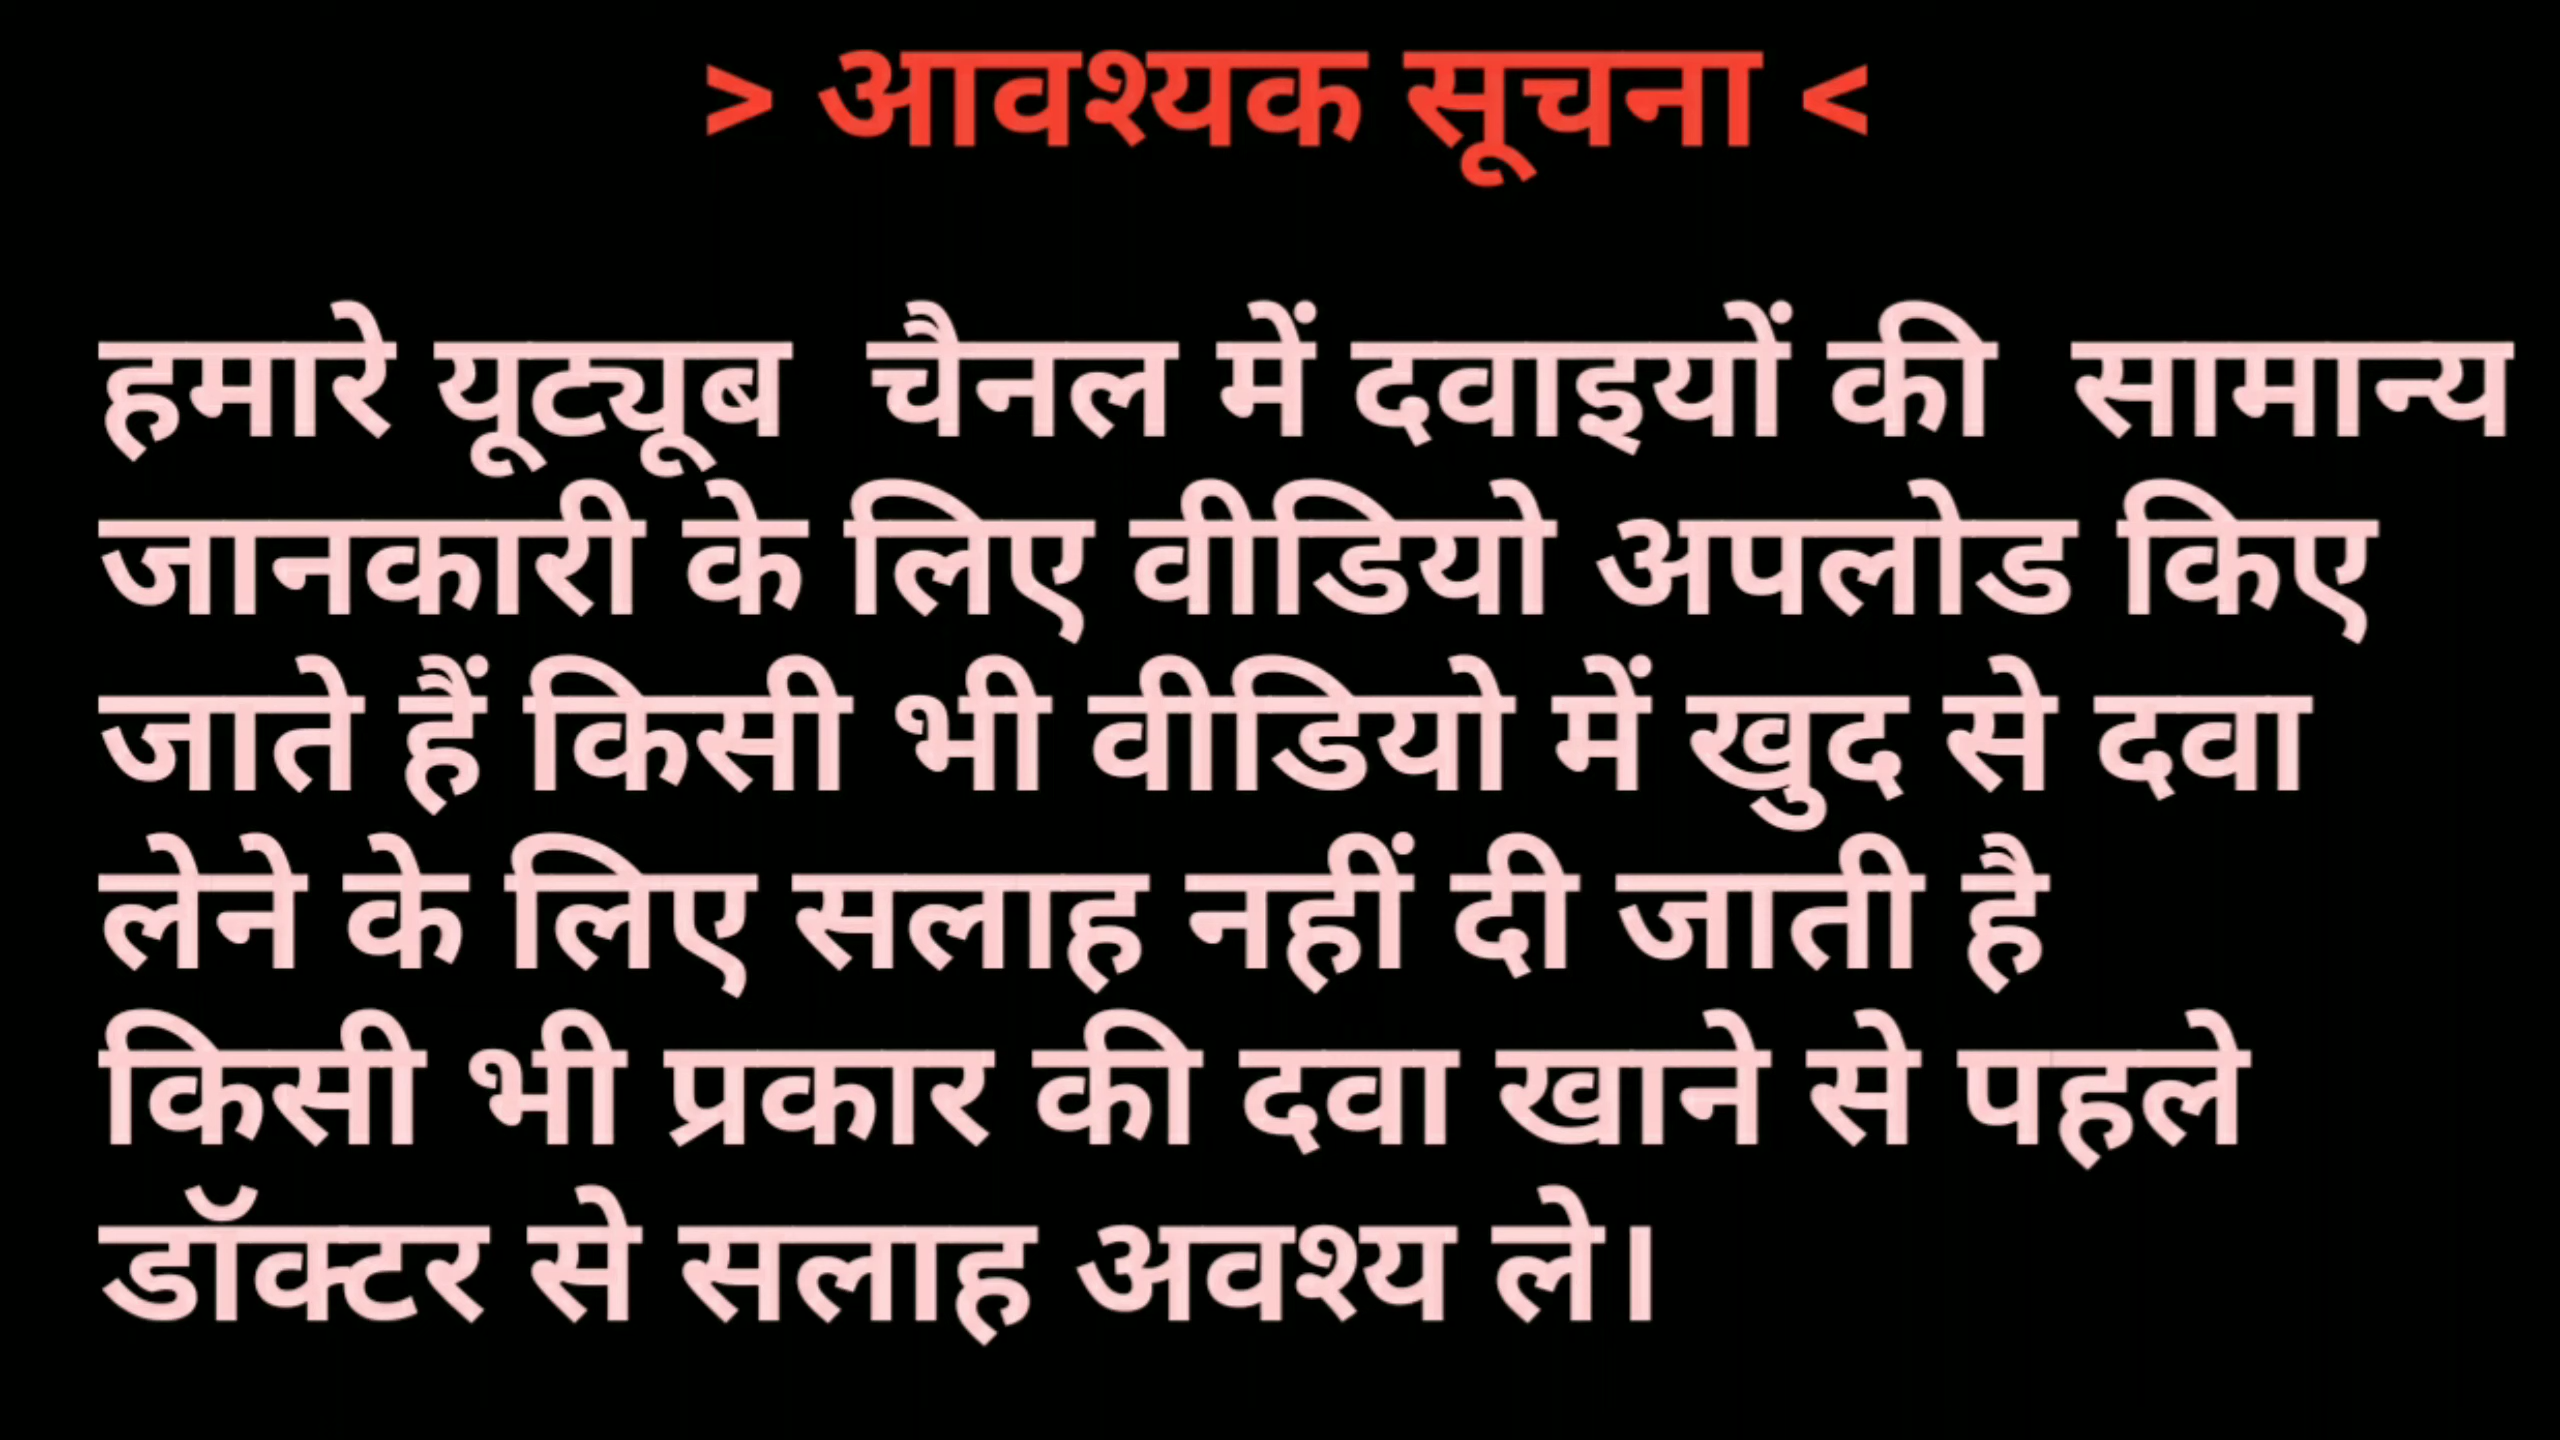 > आवश्यक सूचना <
हमारे यूट्यूब चैनल में दवाइयों की सामान्य
जानकारी के लिए वीडियो अपलोड किए
जाते हैं किसी भी वीडियो में खुद से दवा
लेने के लिए सलाह नहीं दी जाती है
किसी भी प्रकार की दवा खाने से पहले
डॉक्टर से सलाह अवश्य ले।